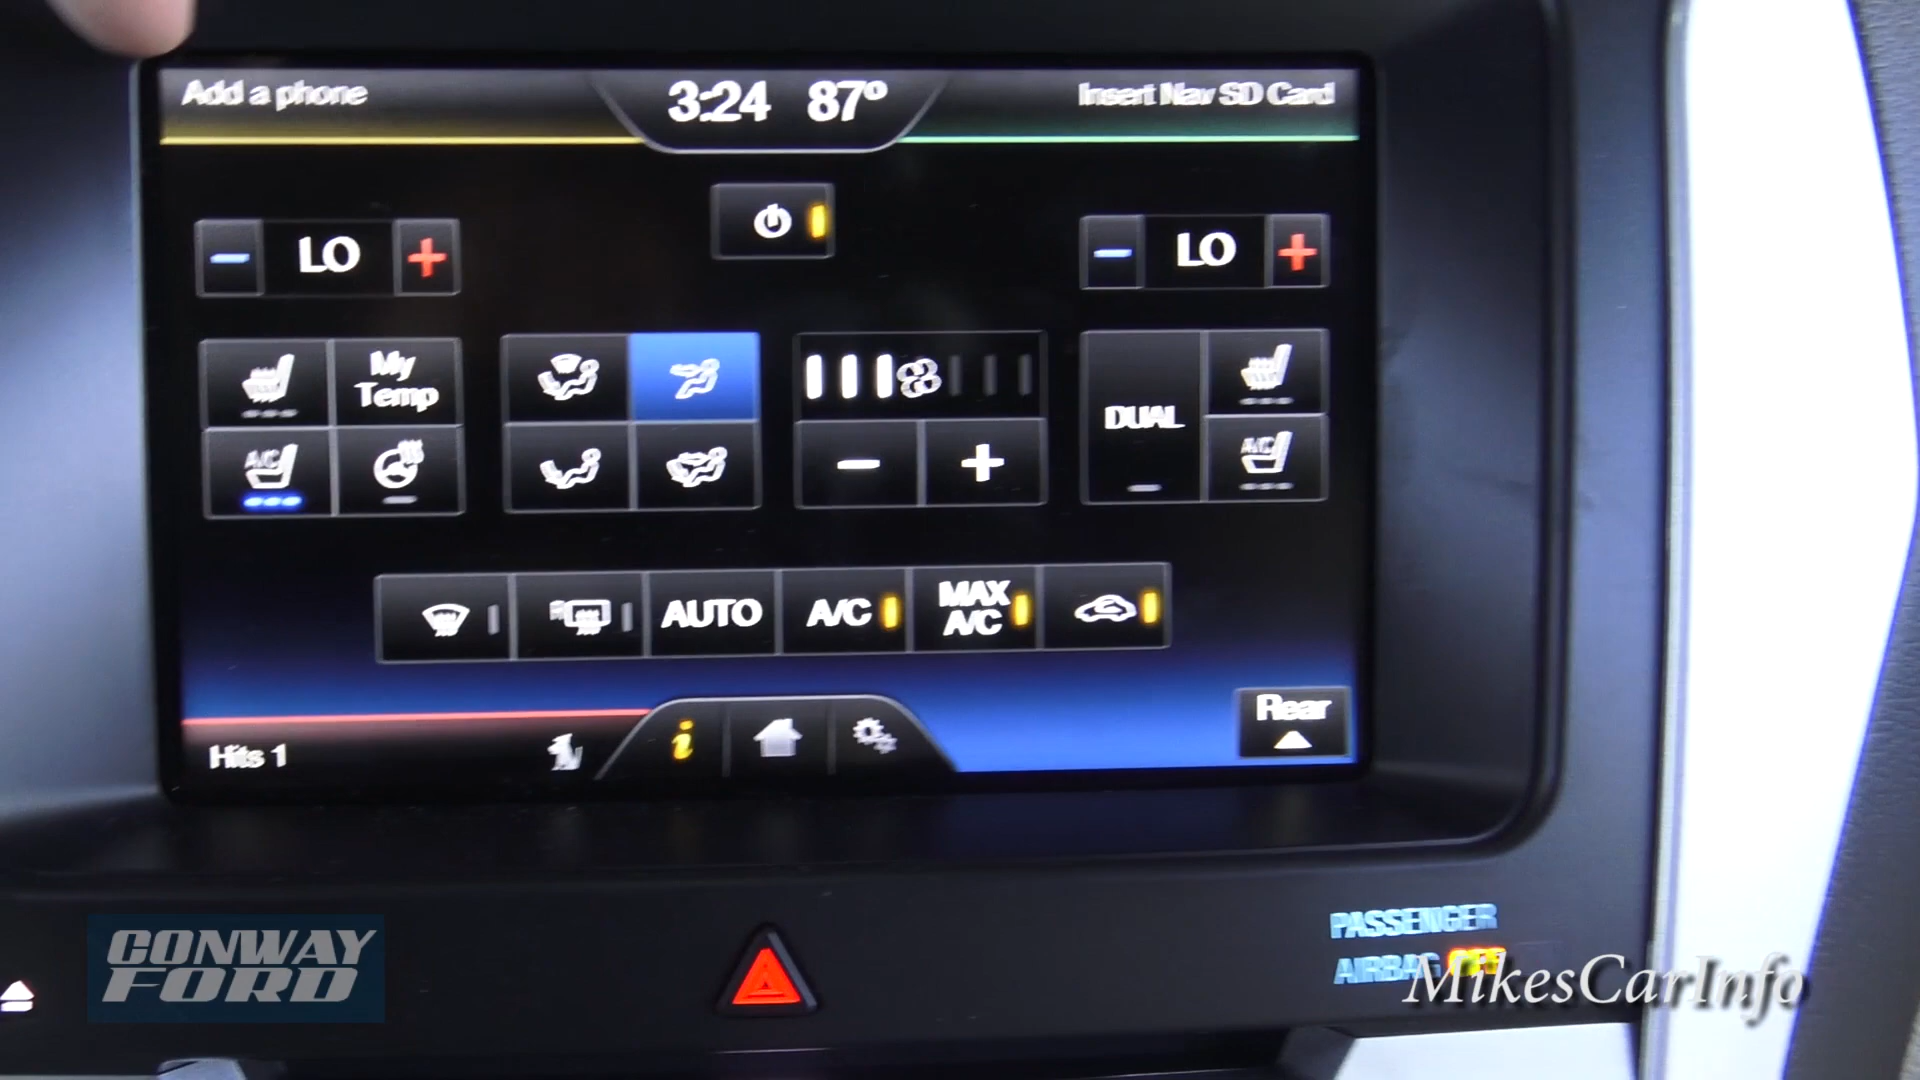 Add a phone
3:24 87°
Insert Nav SD Card
LO
LO
My
Temp
DUAL
A/C
A/C
AUTO
A/C
MAX
A/C
Rear
Hits 1
i
PASSENGER
AIRBAG OFF
CONWAY
FORD
MikesCarInfo